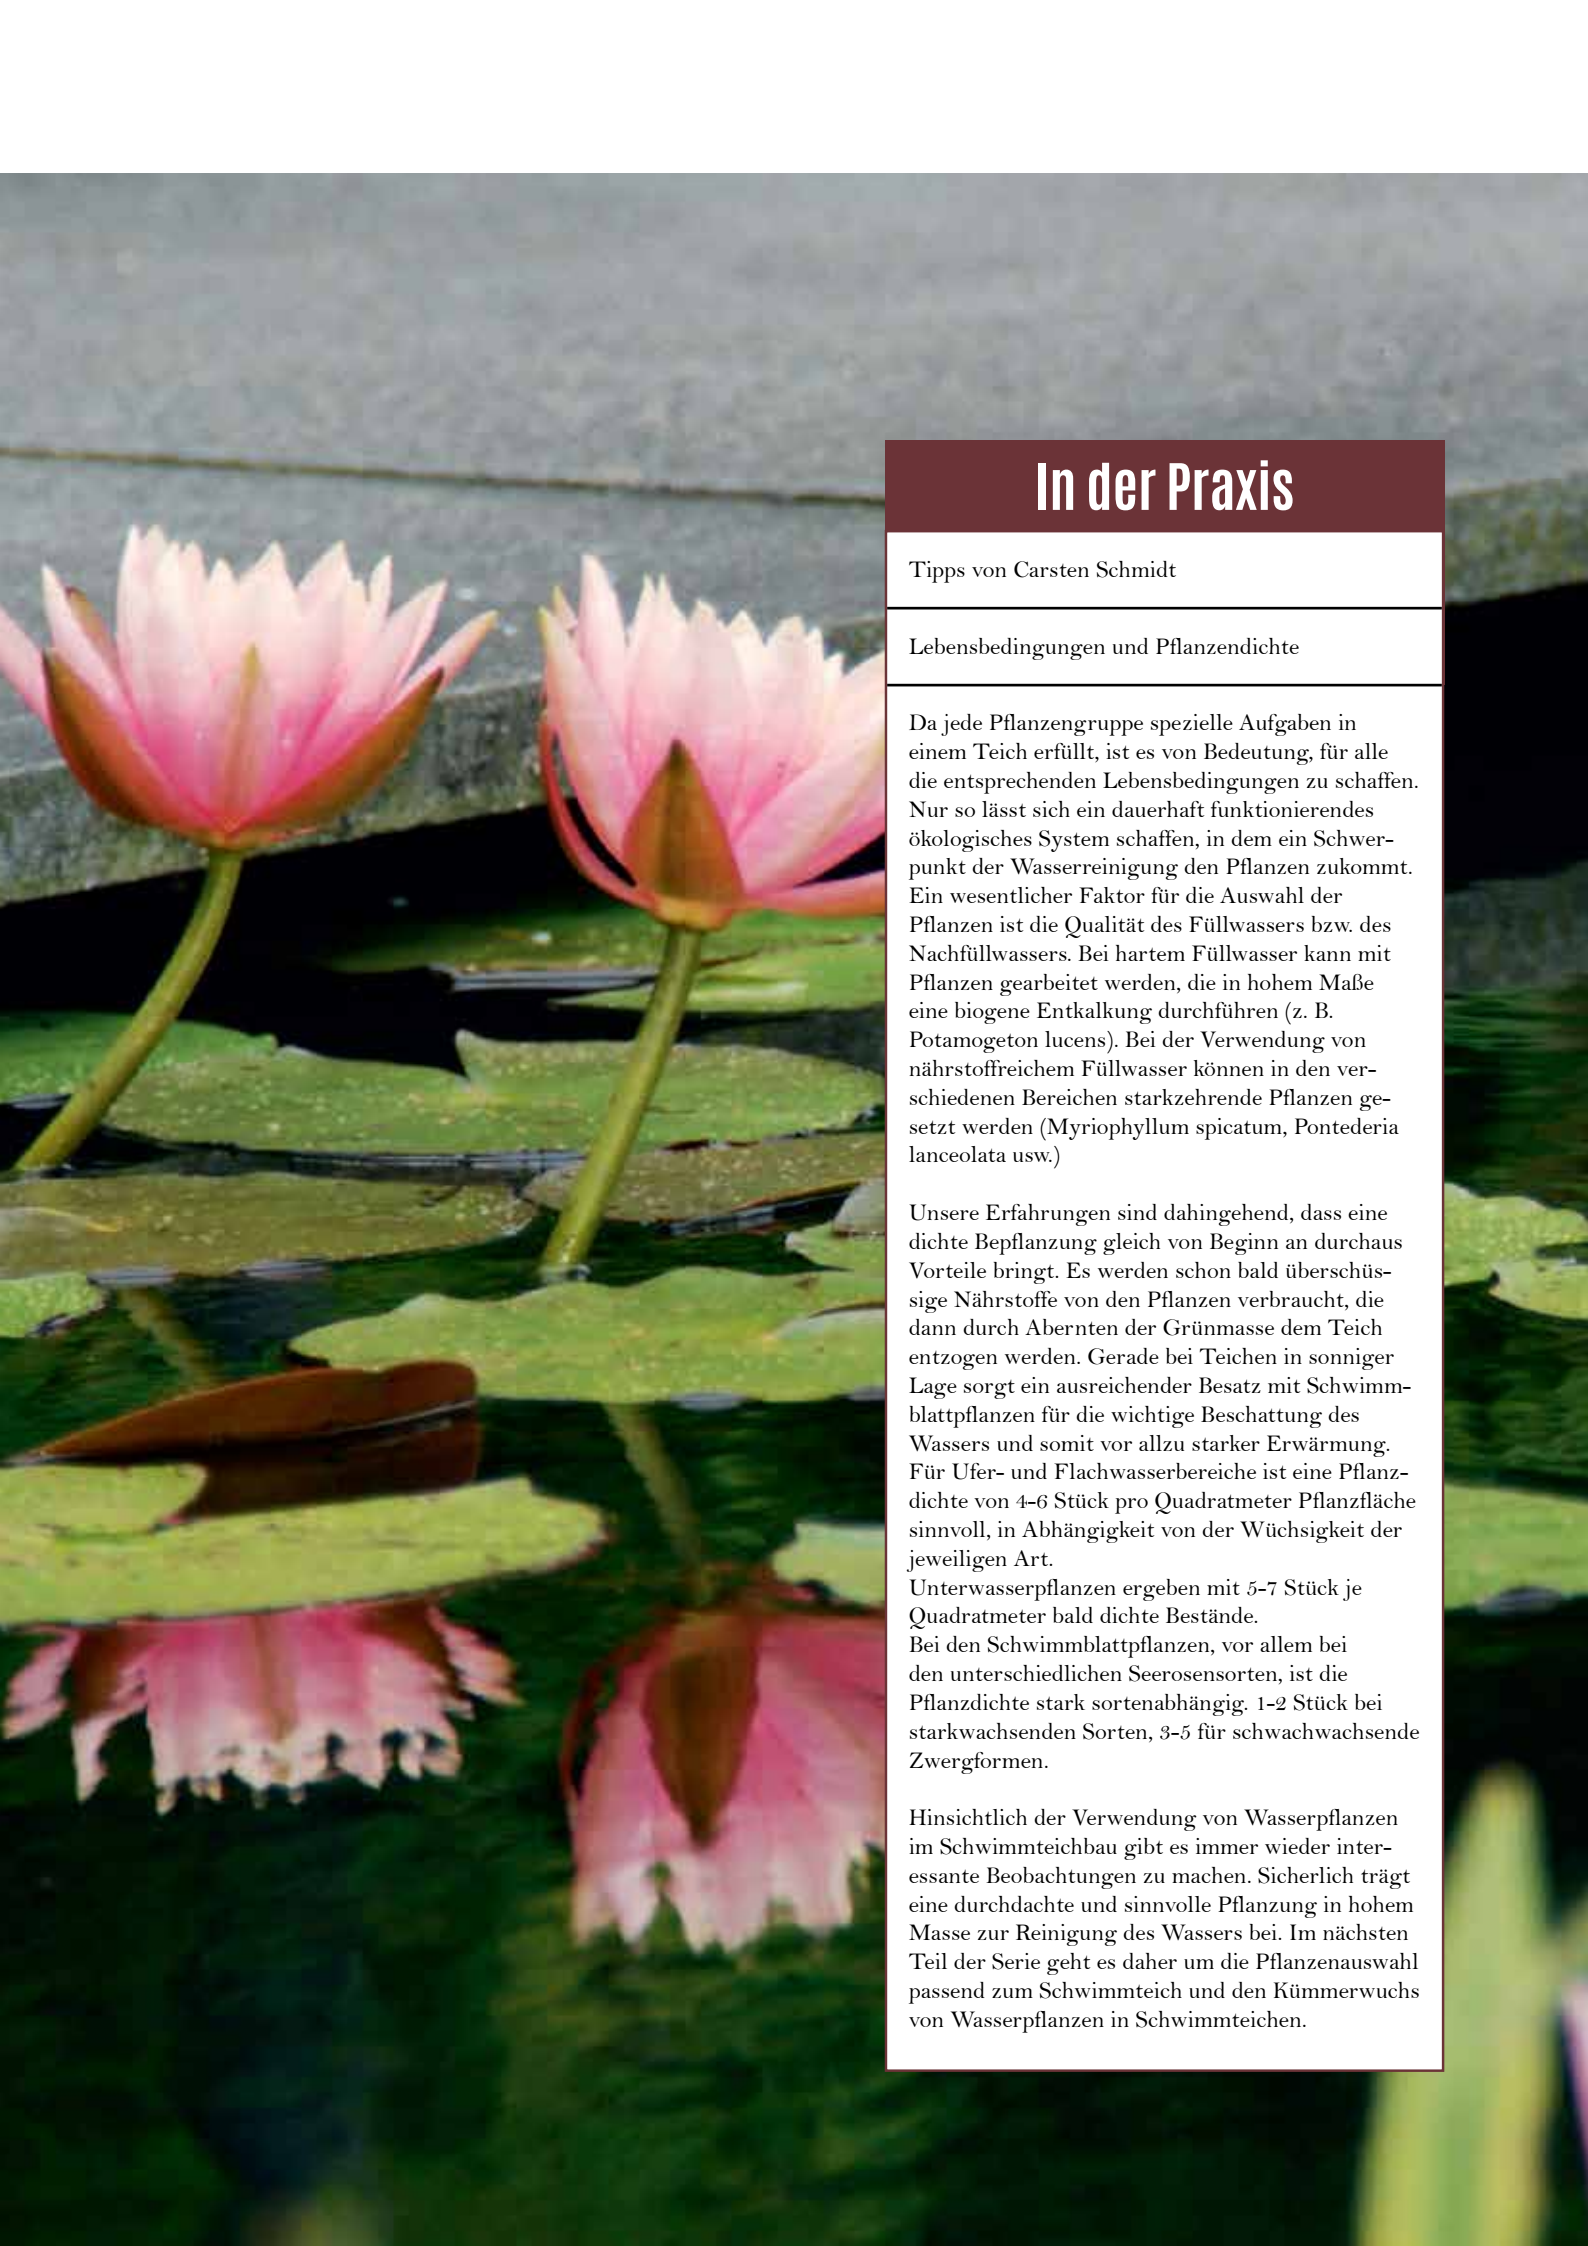 In der Praxis
Tipps von Carsten Schmidt
Lebensbedingungen und Pflanzendichte
Da jede Pflanzengruppe spezielle Aufgaben in
einem Teich erfüllt, ist es von Bedeutung, für alle
die entsprechenden Lebensbedingungen zu schaffen.
Nur so lässt sich ein dauerhaft funktionierendes
ökologisches System schaffen, in dem ein Schwer-
punkt der Wasserreinigung den Pflanzen zukommt.
Ein wesentlicher Faktor für die Auswahl der
Pflanzen ist die Qualität des Füllwassers bzw. des
Nachfüllwassers. Bei hartem Füllwasser kann mit
Pflanzen gearbeitet werden, die in hohem Maße
eine biogene Entkalkung durchführen (z. B.
Potamogeton lucens). Bei der Verwendung von
nährstoffreichem Füllwasser können in den ver-
schiedenen Bereichen starkzehrende Pflanzen ge-
setzt werden (Myriophyllum spicatum, Pontederia
lanceolata usw.)
Unsere Erfahrungen sind dahingehend, dass eine
dichte Bepflanzung gleich von Beginn an durchaus
Vorteile bringt. Es werden schon bald überschüs-
sige Nährstoffe von den Pflanzen verbraucht, die
dann durch Abernten der Grünmasse dem Teich
entzogen werden. Gerade bei Teichen in sonniger
Lage sorgt ein ausreichender Besatz mit Schwimm-
blattpflanzen für die wichtige Beschattung des
Wassers und somit vor allzu starker Erwärmung.
Für Ufer- und Flachwasserbereiche ist eine Pflanz-
dichte von 4-6 Stück pro Quadratmeter Pflanzfläche
sinnvoll, in Abhängigkeit von der Wüchsigkeit der
jeweiligen Art.
Unterwasserpflanzen ergeben mit 5-7 Stück je
Quadratmeter bald dichte Bestände.
Bei den Schwimmblattpflanzen, vor allem bei
den unterschiedlichen Seerosensorten, ist die
Pflanzdichte stark sortenabhängig. 1-2 Stück bei
starkwachsenden Sorten, 3-5 für schwachwachsende
Zwergformen.
Hinsichtlich der Verwendung von Wasserpflanzen
im Schwimmteichbau gibt es immer wieder inter-
essante Beobachtungen zu machen. Sicherlich trägt
eine durchdachte und sinnvolle Pflanzung in hohem
Masse zur Reinigung des Wassers bei. Im nächsten
Teil der Serie geht es daher um die Pflanzenauswahl
passend zum Schwimmteich und den Kümmerwuchs
von Wasserpflanzen in Schwimmteichen.